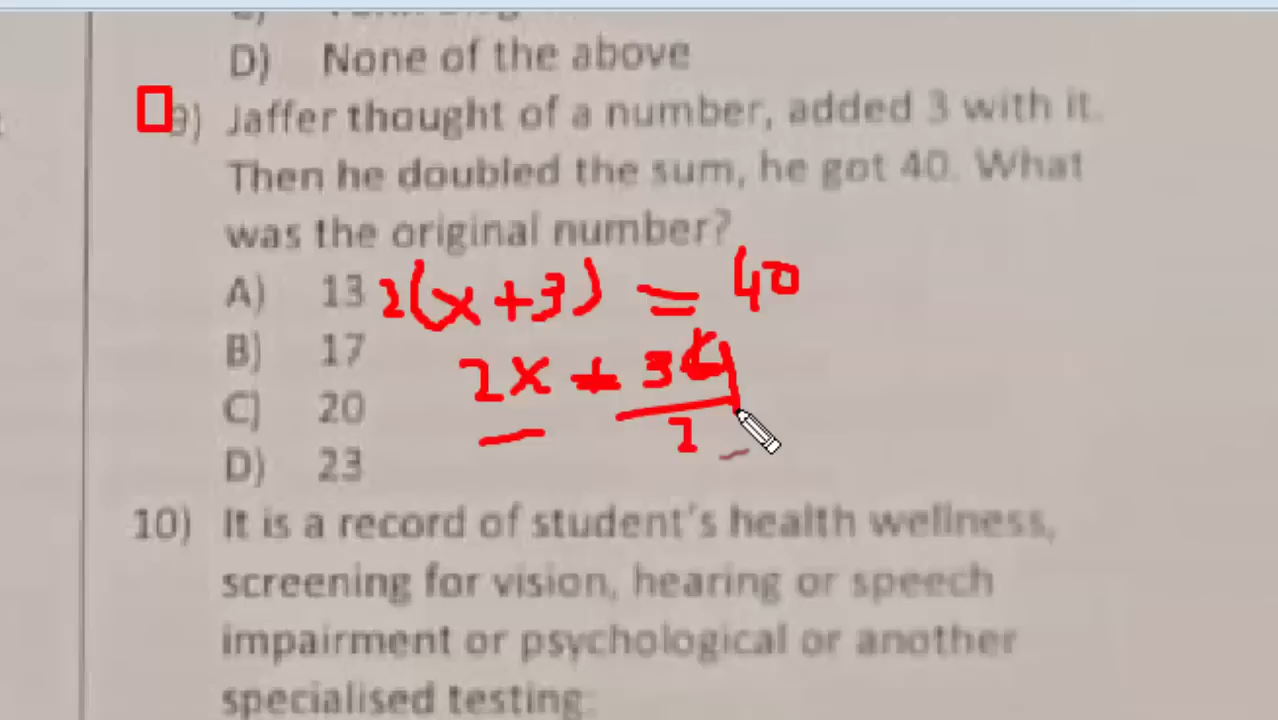 D) None of the above
9) Jaffer thought of a number, added 3 with it.
Then he doubled the sum, he got 40. What
was the original number?
A) 13
2(x+3) = 40
B) 17
2x + 34
C) 20
2
D) 23
10) It is a record of student's health wellness,
screening for vision, hearing or speech
impairment or psychological or another
specialised testing: